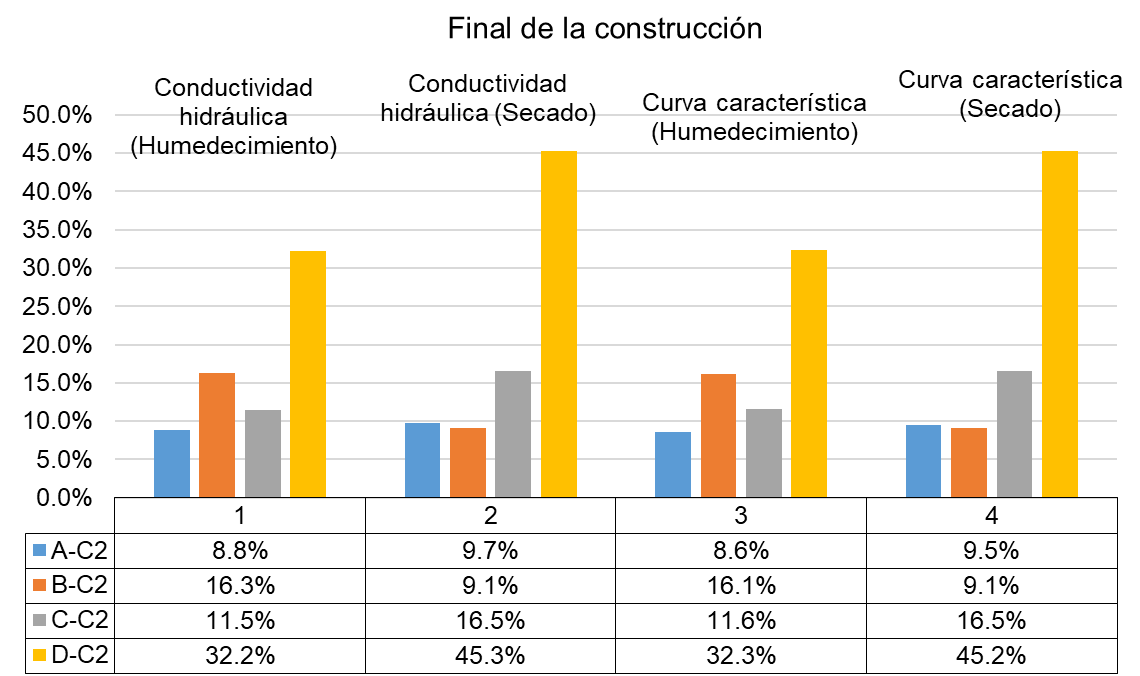 Final de la construcción
Conductividad
hidráulica
(Humedecimiento)
Conductividad
hidráulica (Secado)
Curva característica
(Humedecimiento)
Curva característica
(Secado)
50.0%
45.0%
40.0%
35.0%
30.0%
25.0%
20.0%
15.0%
10.0%
5.0%
0.0%
1 2 3 4
A-C2 8.8% 9.7% 8.6% 9.5%
B-C2 16.3% 9.1% 16.1% 9.1%
C-C2 11.5% 16.5% 11.6% 16.5%
D-C2 32.2% 45.3% 32.3% 45.2%